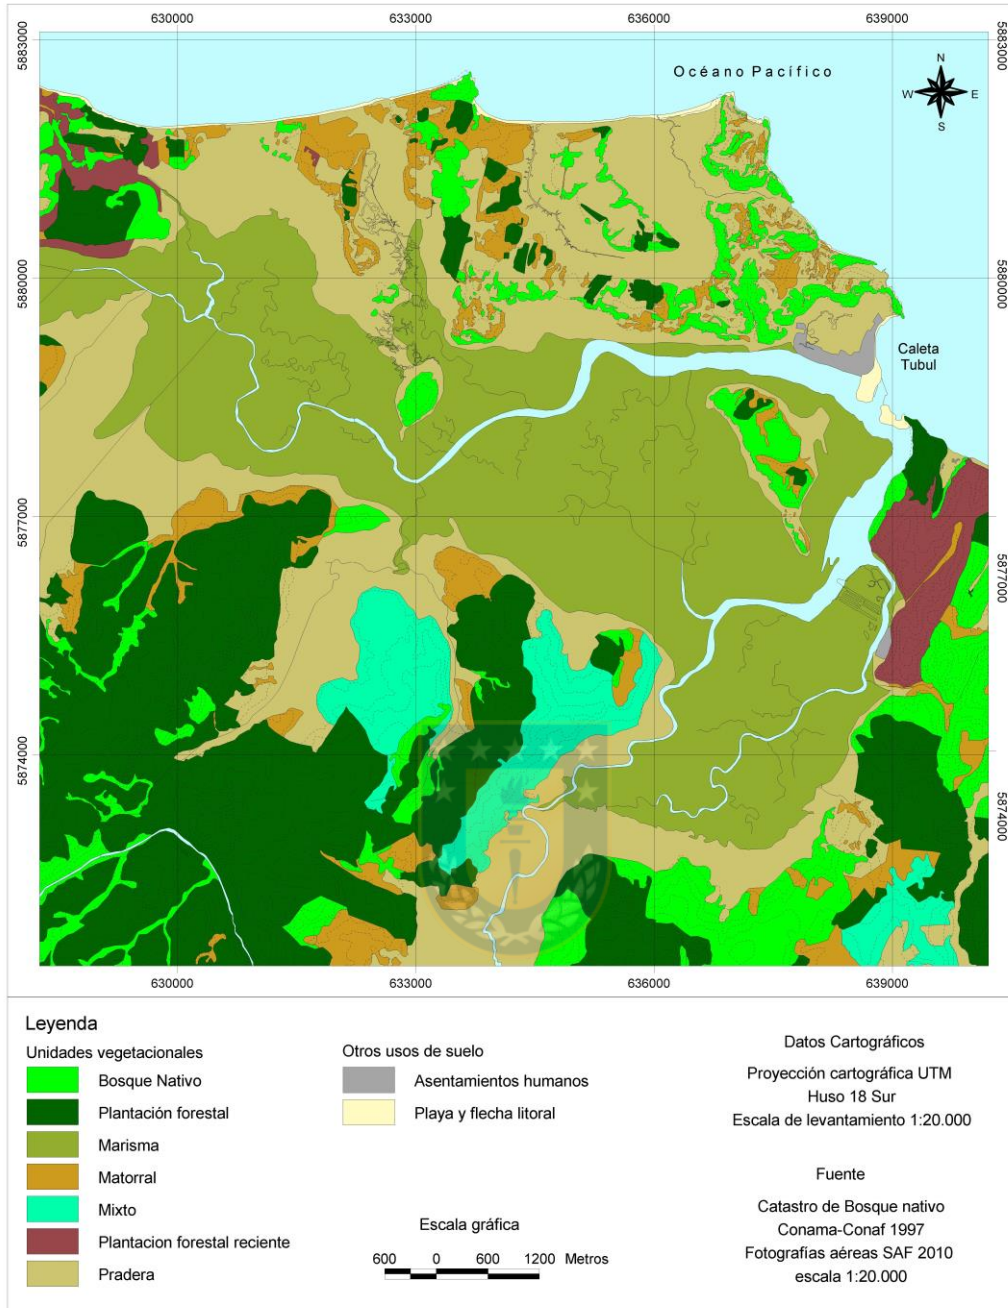 630000 633000 636000 639000
5883000 5883000
Océano Pacífico
N
W E
S
5880000 5880000
Caleta
Tubul
5877000 5877000
5874000 5874000
630000 633000 636000 639000
Leyenda
Unidades vegetacionales
Bosque Nativo
Plantación forestal
Marisma
Matorral
Mixto
Plantacion forestal reciente
Pradera
Otros usos de suelo
Asentamientos humanos
Playa y flecha litoral
Escala gráfica
600 0 600 1200 Metros
Datos Cartográficos
Proyección cartográfica UTM
Huso 18 Sur
Escala de levantamiento 1:20.000
Fuente
Catastro de Bosque nativo
Conama-Conaf 1997
Fotografías aéreas SAF 2010
escala 1:20.000